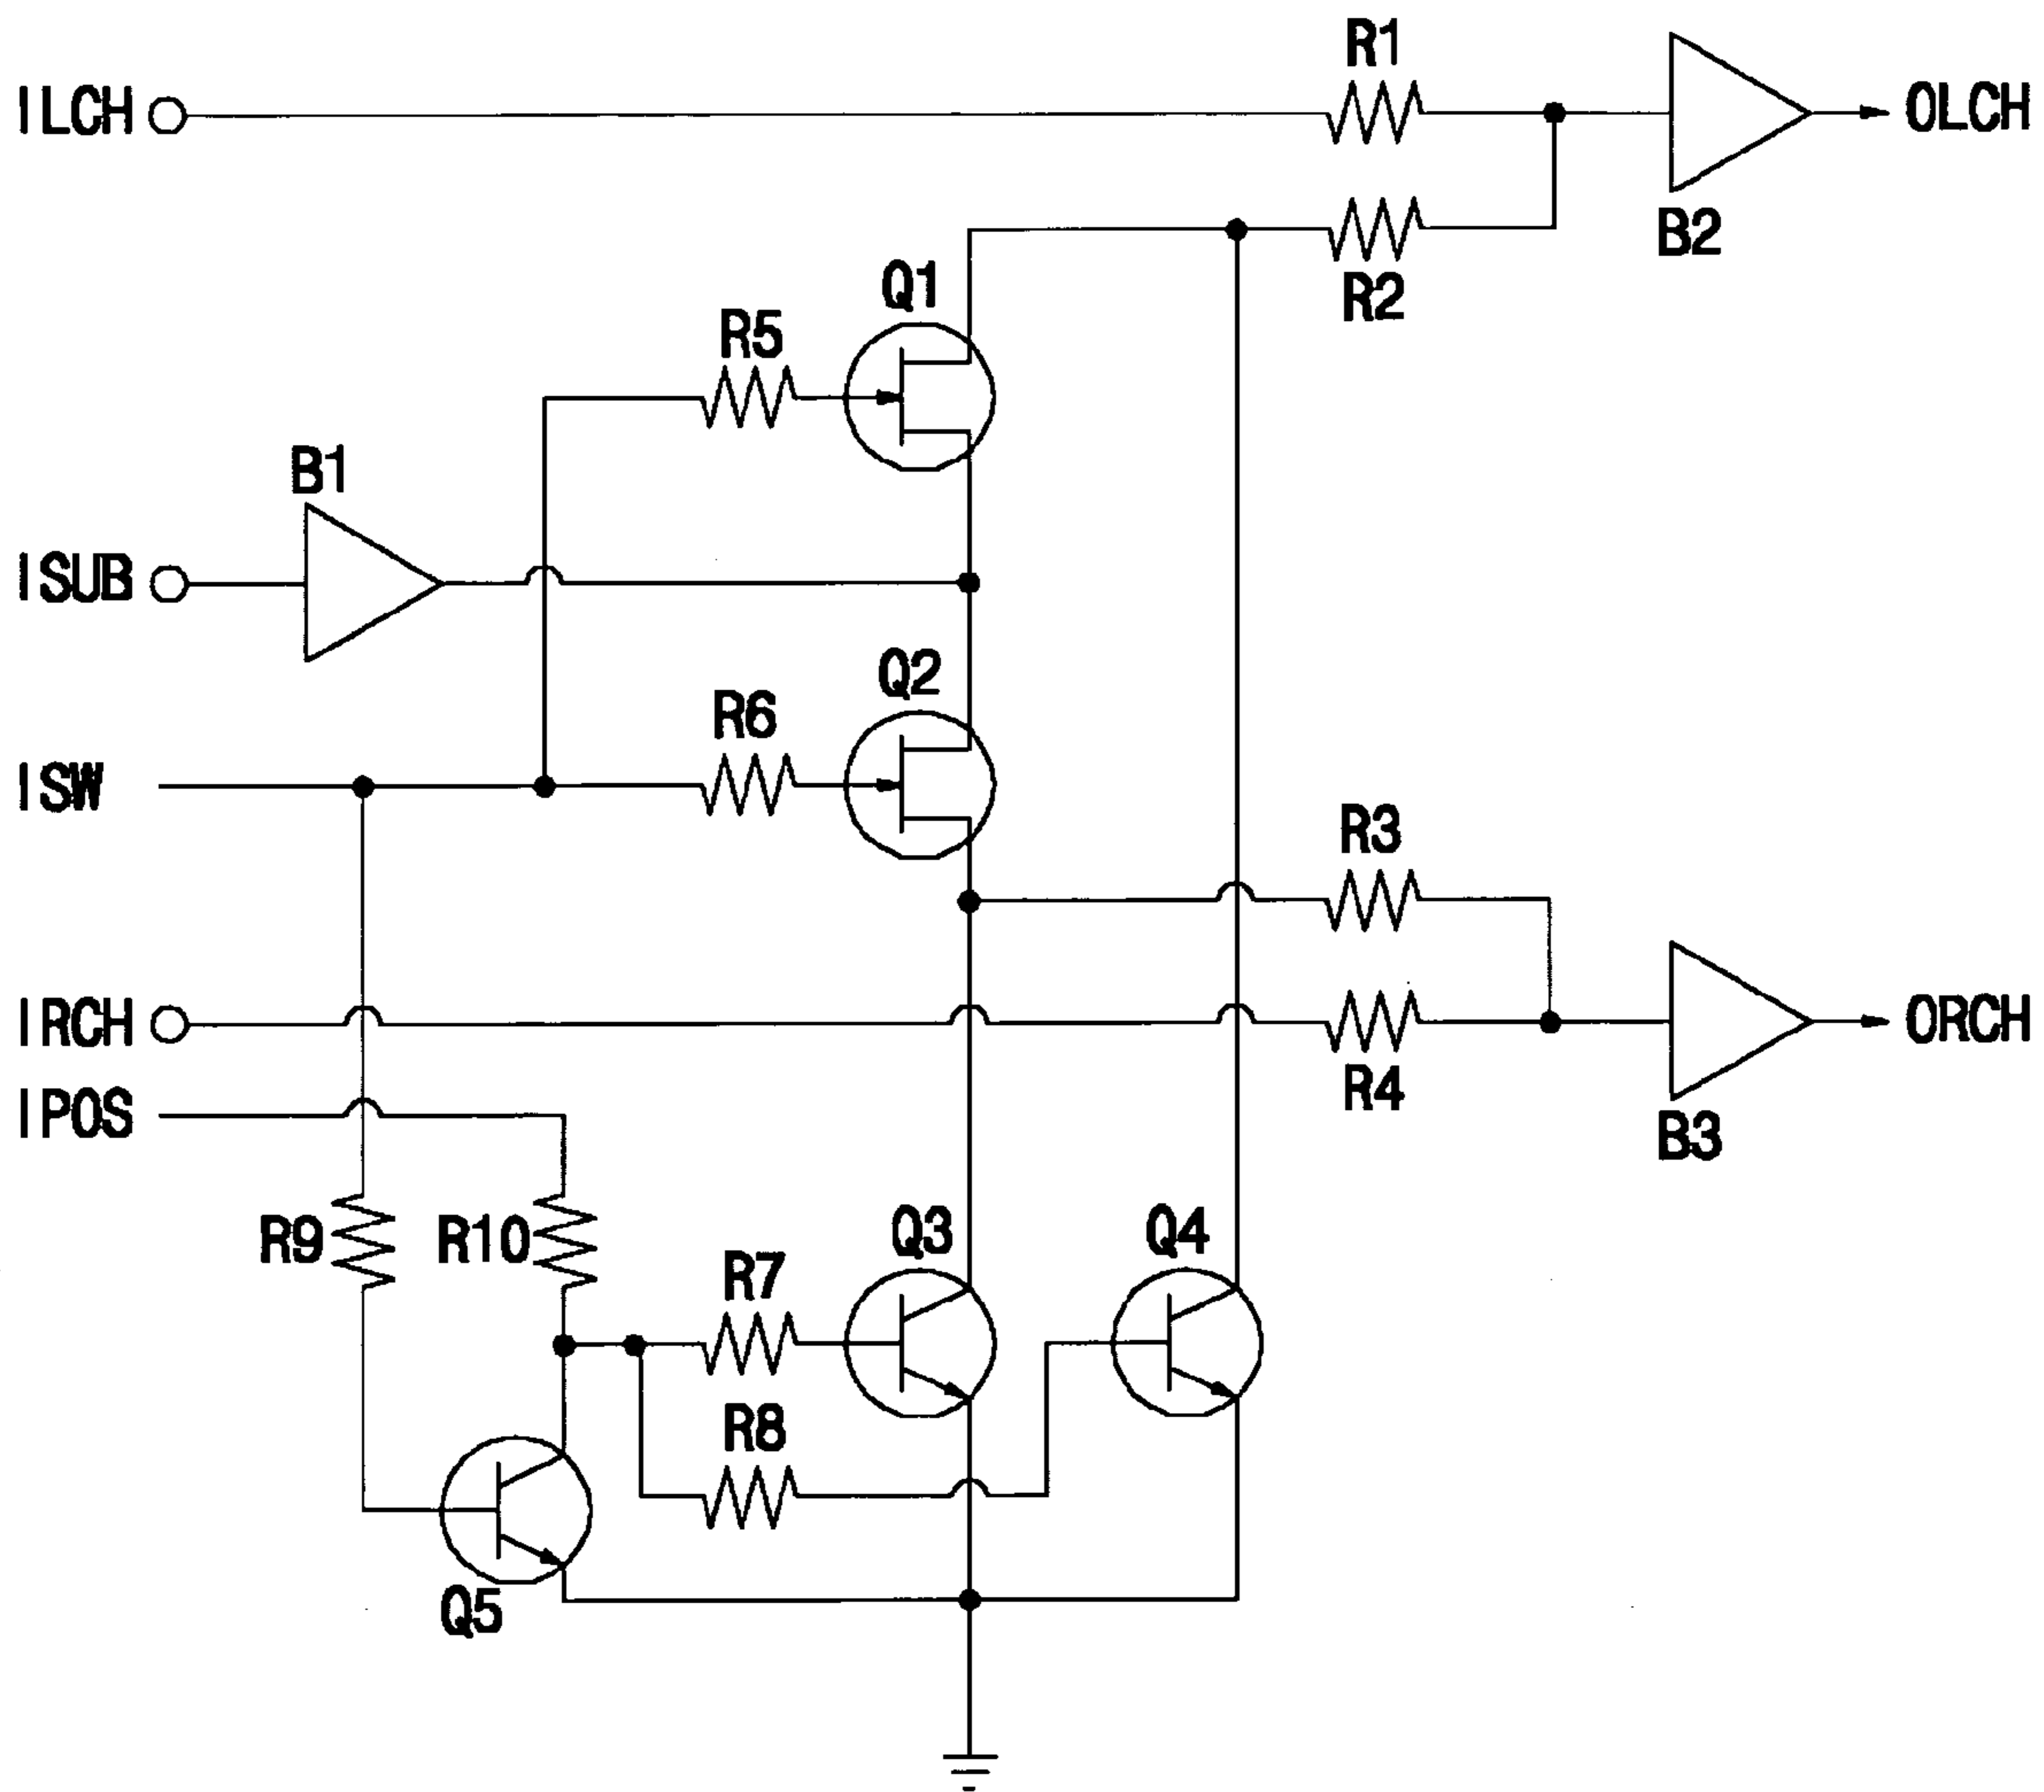 R1
ILCH
OLCH
B2
R2
Q1
R5
B1
ISUB
Q2
R6
ISW
R3
IRCH
ORCH
R4
IPOS
B3
R9
R10
Q3
Q4
R7
R8
Q5